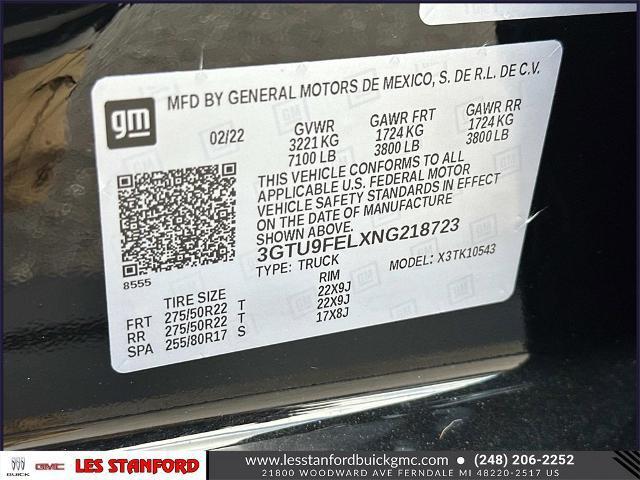 MFD BY GENERAL MOTORS DE MEXICO, S. DE R.L. DE C.V.
gm
02/22 GVWR GAWR FRT GAWR RR
3221 KG 1724 KG 1724 KG
7100 LB 3800 LB 3800 LB
THIS VEHICLE CONFORMS TO ALL
APPLICABLE U.S. FEDERAL MOTOR
VEHICLE SAFETY STANDARDS IN EFFECT
ON THE DATE OF MANUFACTURE
3GTU9FELXNG218723
TYPE: TRUCK MODEL: X3TK10543
8555
TIRE SIZE RIM
FRT 275/50R22 T 22X9J
RR 275/50R22 T 22X9J
SPA 255/80R17 S 17X8J
BUICK GMC LES STANFORD
www.lesstanfordbuickgmc.com • (248) 206-2252
21800 WOODWARD AVE FERNDALE MI 48220-2517 US